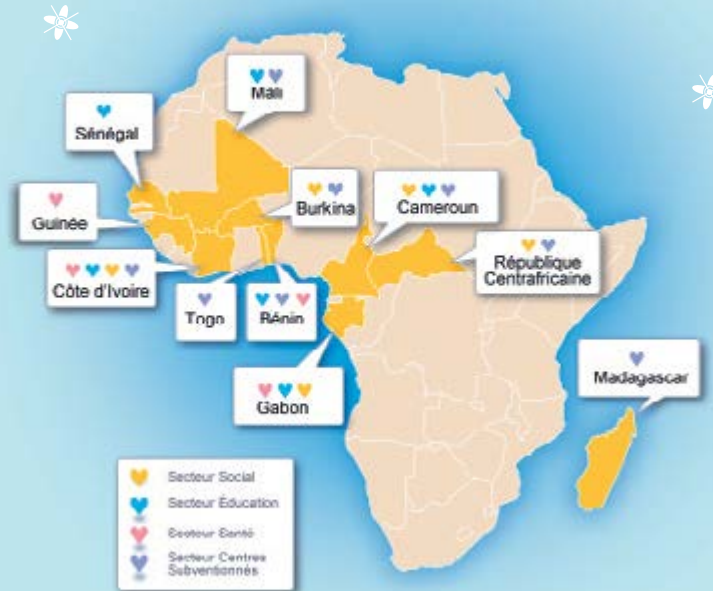 Mali
Sénégal
Guinée
Burkina
Cameroun
République
Centrafricaine
Côte d'Ivoire
Togo
Bénin
Gabon
Madagascar
Secteur Social
Secteur Éducation
Secteur Santé
Secteur Centres
Subventionnés